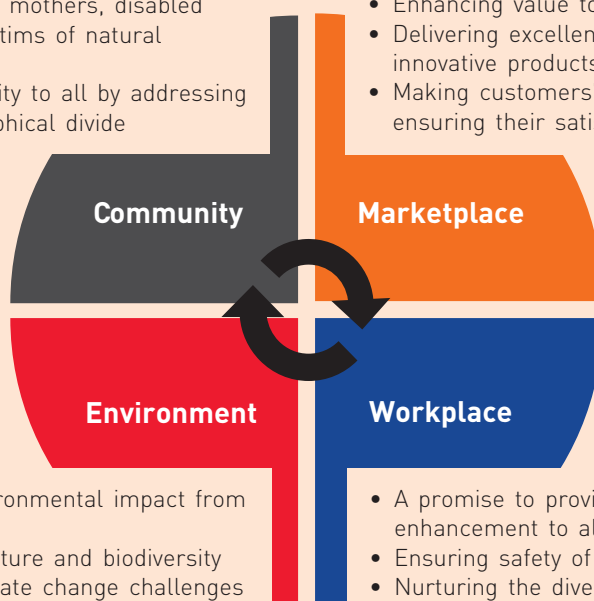 mothers, disabled
tims of natural
ity to all by addressing
phical divide
• Enhancing value to
• Delivering excellen
innovative products
• Making customers
ensuring their sati
Community
Marketplace
Environment
Workplace
ironmental impact from
ture and biodiversity
ate change challenges
• A promise to provi
enhancement to al
• Ensuring safety of
• Nurturing the dive